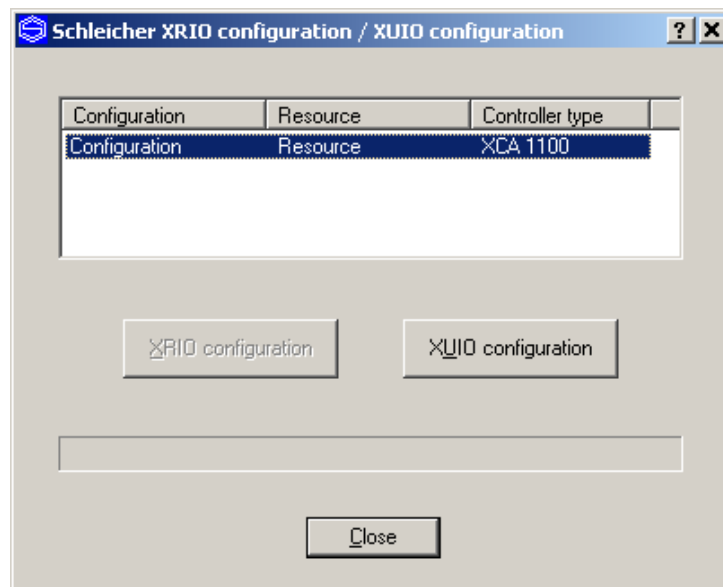 Schleicher XRIO configuration / XUIO configuration
Configuration Resource Controller type
Configuration Resource XCA 1100
XRIO configuration XUIO configuration
Close